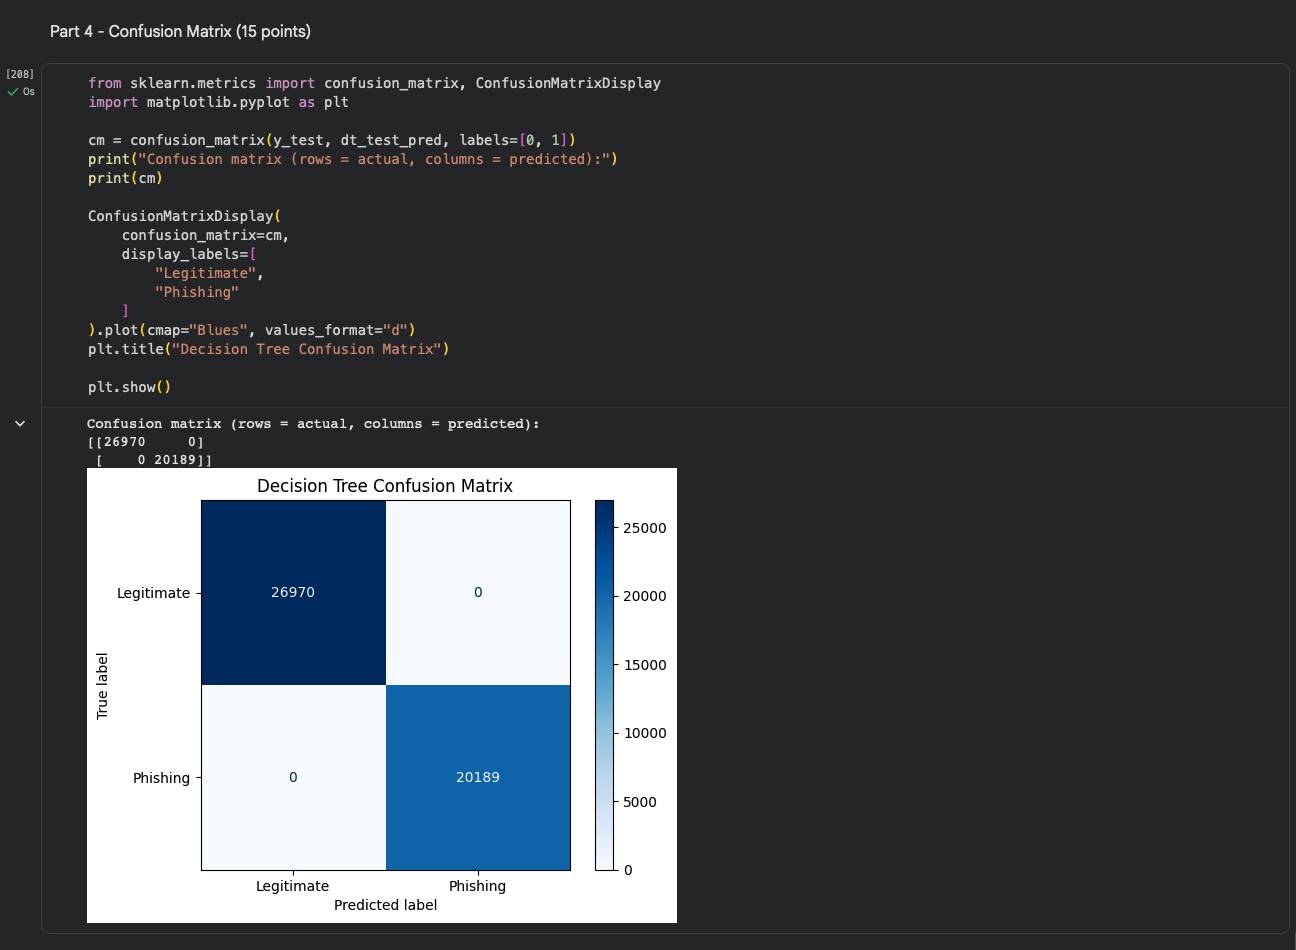 Part 4 - Confusion Matrix (15 points)
[208]
0s
from sklearn.metrics import confusion_matrix, ConfusionMatrixDisplay
import matplotlib.pyplot as plt
cm = confusion_matrix(y_test, dt_test_pred, labels=[0, 1])
print("Confusion matrix (rows = actual, columns = predicted):")
print(cm)
ConfusionMatrixDisplay(
    confusion_matrix=cm,
    display_labels=[
        "Legitimate",
        "Phishing"
    ]
).plot(cmap="Blues", values_format="d")
plt.title("Decision Tree Confusion Matrix")
plt.show()
Confusion matrix (rows = actual, columns = predicted):
[[26970     0]
 [    0 20189]]
Decision Tree Confusion Matrix
True label
Legitimate
Phishing
26970
0
0
20189
Legitimate
Phishing
Predicted label
25000
20000
15000
10000
5000
0